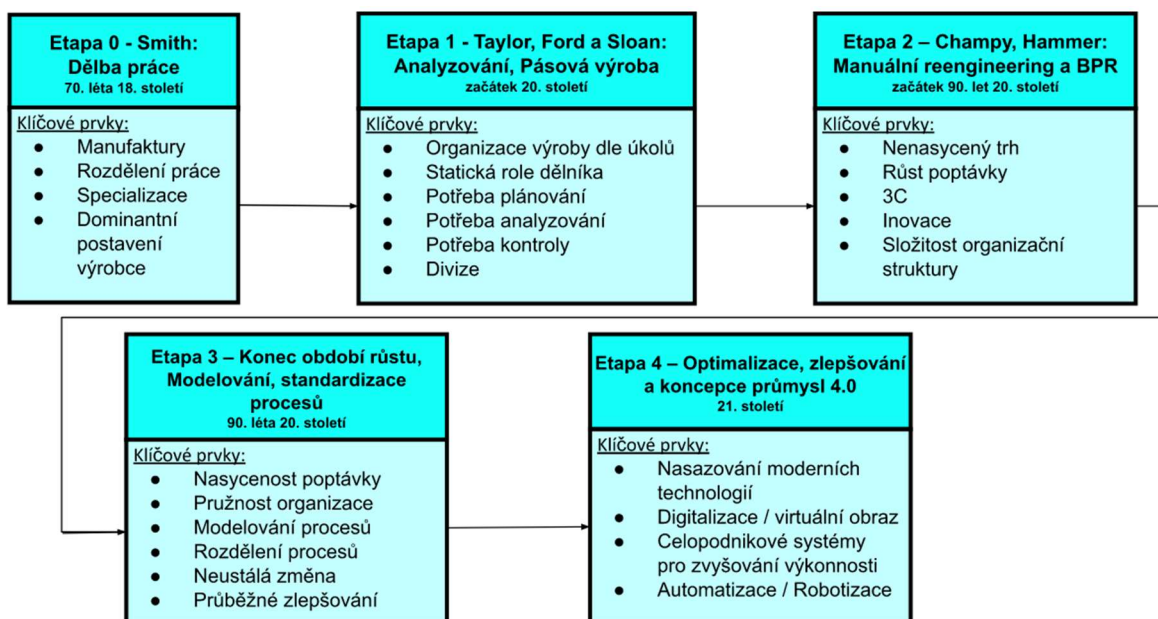 Etapa 0 - Smith:
Dělba práce
70. léta 18. století
Klíčové prvky:
● Manufaktury
● Rozdělení práce
● Specializace
● Dominantní
postavení
výrobce
Etapa 1 - Taylor, Ford a Sloan:
Analyzování, Pásová výroba
začátek 20. století
Klíčové prvky:
● Organizace výroby dle úkolů
● Statická role dělníka
● Potřeba plánování
● Potřeba analyzování
● Potřeba kontroly
● Divize
Etapa 2 – Champy, Hammer:
Manuální reengineering a BPR
začátek 90. let 20. století
Klíčové prvky:
● Nenasycený trh
● Růst poptávky
● 3C
● Inovace
● Složitost organizační
struktury
Etapa 3 – Konec období růstu,
Modelování, standardizace
procesů
90. léta 20. století
Klíčové prvky:
● Nasycenost poptávky
● Pružnost organizace
● Modelování procesů
● Rozdělení procesů
● Neustálá změna
● Průběžné zlepšování
Etapa 4 – Optimalizace, zlepšování
a koncepce průmysl 4.0
21. století
Klíčové prvky:
● Nasazování moderních
technologií
● Digitalizace / virtuální obraz
● Celopodnikové systémy
pro zvyšování výkonnosti
● Automatizace / Robotizace